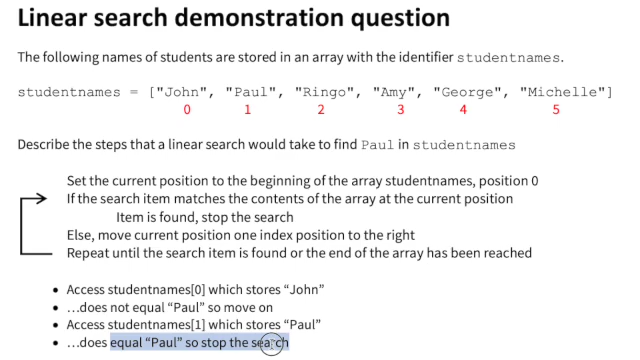 Linear search demonstration question
The following names of students are stored in an array with the identifier studentnames.
studentnames = ["John", "Paul", "Ringo", "Amy", "George", "Michelle"]
0 1 2 3 4 5
Describe the steps that a linear search would take to find Paul in studentnames
Set the current position to the beginning of the array studentnames, position 0
If the search item matches the contents of the array at the current position
Item is found, stop the search
Else, move current position one index position to the right
Repeat until the search item is found or the end of the array has been reached
• Access studentnames[0] which stores “John”
• …does not equal “Paul” so move on
• Access studentnames[1] which stores “Paul”
• …does equal “Paul” so stop the search